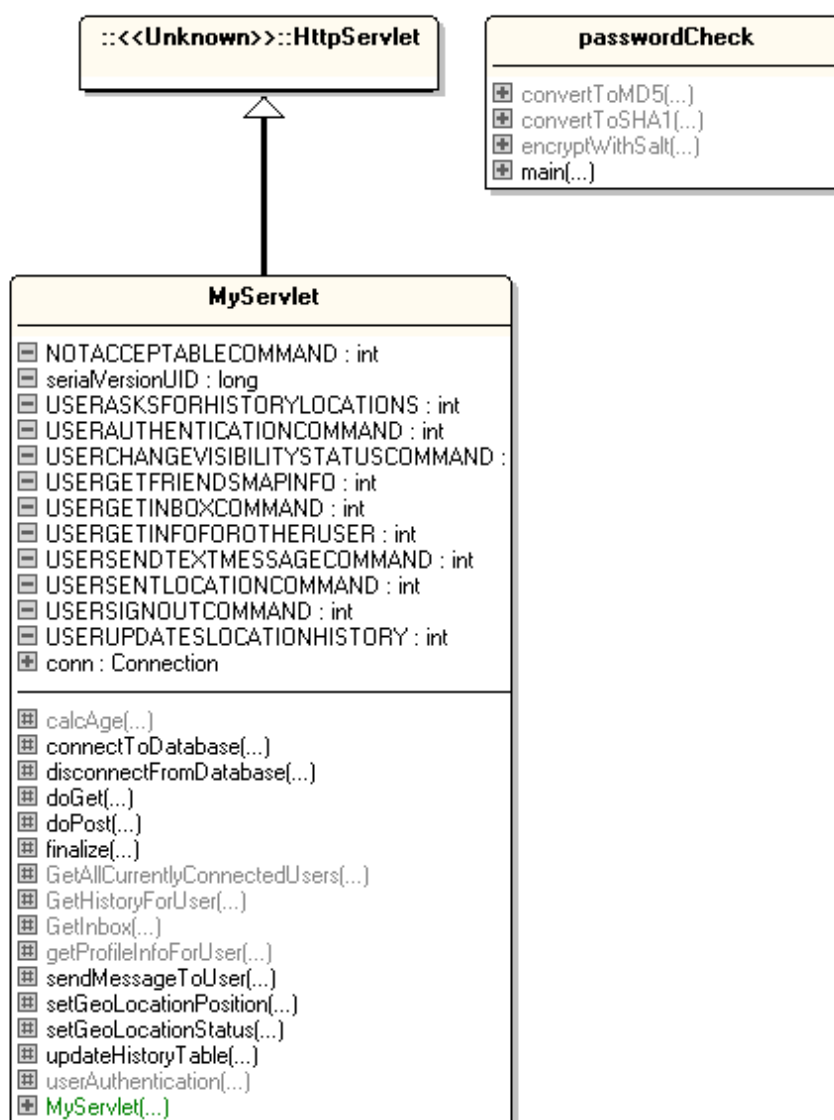 ::<<Unknown>>::HttpServlet
passwordCheck
convertToMD5(...)
convertToSHA1(...)
encryptWithSalt(...)
main(...)
MyServlet
NOTACCEPTABLECOMMAND : int
serialVersionUID : long
USERASKSFORHISTORYLOCATIONS : int
USERAUTHENTICATIONCOMMAND : int
USERCHANGEVISIBILITYSTATUSCOMMAND :
USERGETFRIENDSMAPINFO : int
USERGETINBOXCOMMAND : int
USERGETINFOFOROTHERUSER : int
USERSENDTEXTMESSAGECOMMAND : int
USERSENTLOCATIONCOMMAND : int
USERSIGNOUTCOMMAND : int
USERUPDATESLOCATIONHISTORY : int
conn : Connection
calcAge(...)
connectToDatabase(...)
disconnectFromDatabase(...)
doGet(...)
doPost(...)
finalize(...)
GetAllCurrentlyConnectedUsers(...)
GetHistoryForUser(...)
GetInbox(...)
getProfileInfoForUser(...)
sendMessageToUser(...)
setGeoLocationPosition(...)
setGeoLocationStatus(...)
updateHistoryTable(...)
userAuthentication(...)
MyServlet(...)